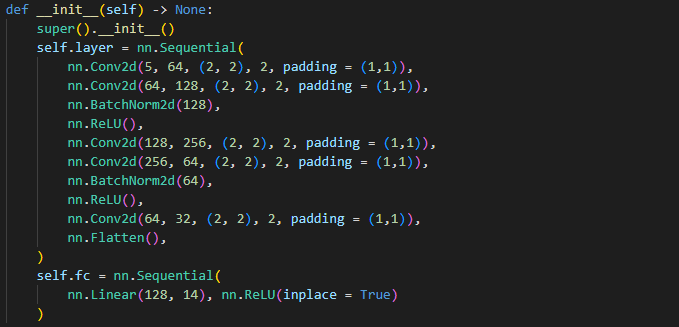 def __init__(self) -> None:
    super().__init__()
    self.layer = nn.Sequential(
        nn.Conv2d(5, 64, (2, 2), 2, padding = (1,1)),
        nn.Conv2d(64, 128, (2, 2), 2, padding = (1,1)),
        nn.BatchNorm2d(128),
        nn.ReLU(),
        nn.Conv2d(128, 256, (2, 2), 2, padding = (1,1)),
        nn.Conv2d(256, 64, (2, 2), 2, padding = (1,1)),
        nn.BatchNorm2d(64),
        nn.ReLU(),
        nn.Conv2d(64, 32, (2, 2), 2, padding = (1,1)),
        nn.Flatten(),
    )
    self.fc = nn.Sequential(
        nn.Linear(128, 14), nn.ReLU(inplace = True)
    )